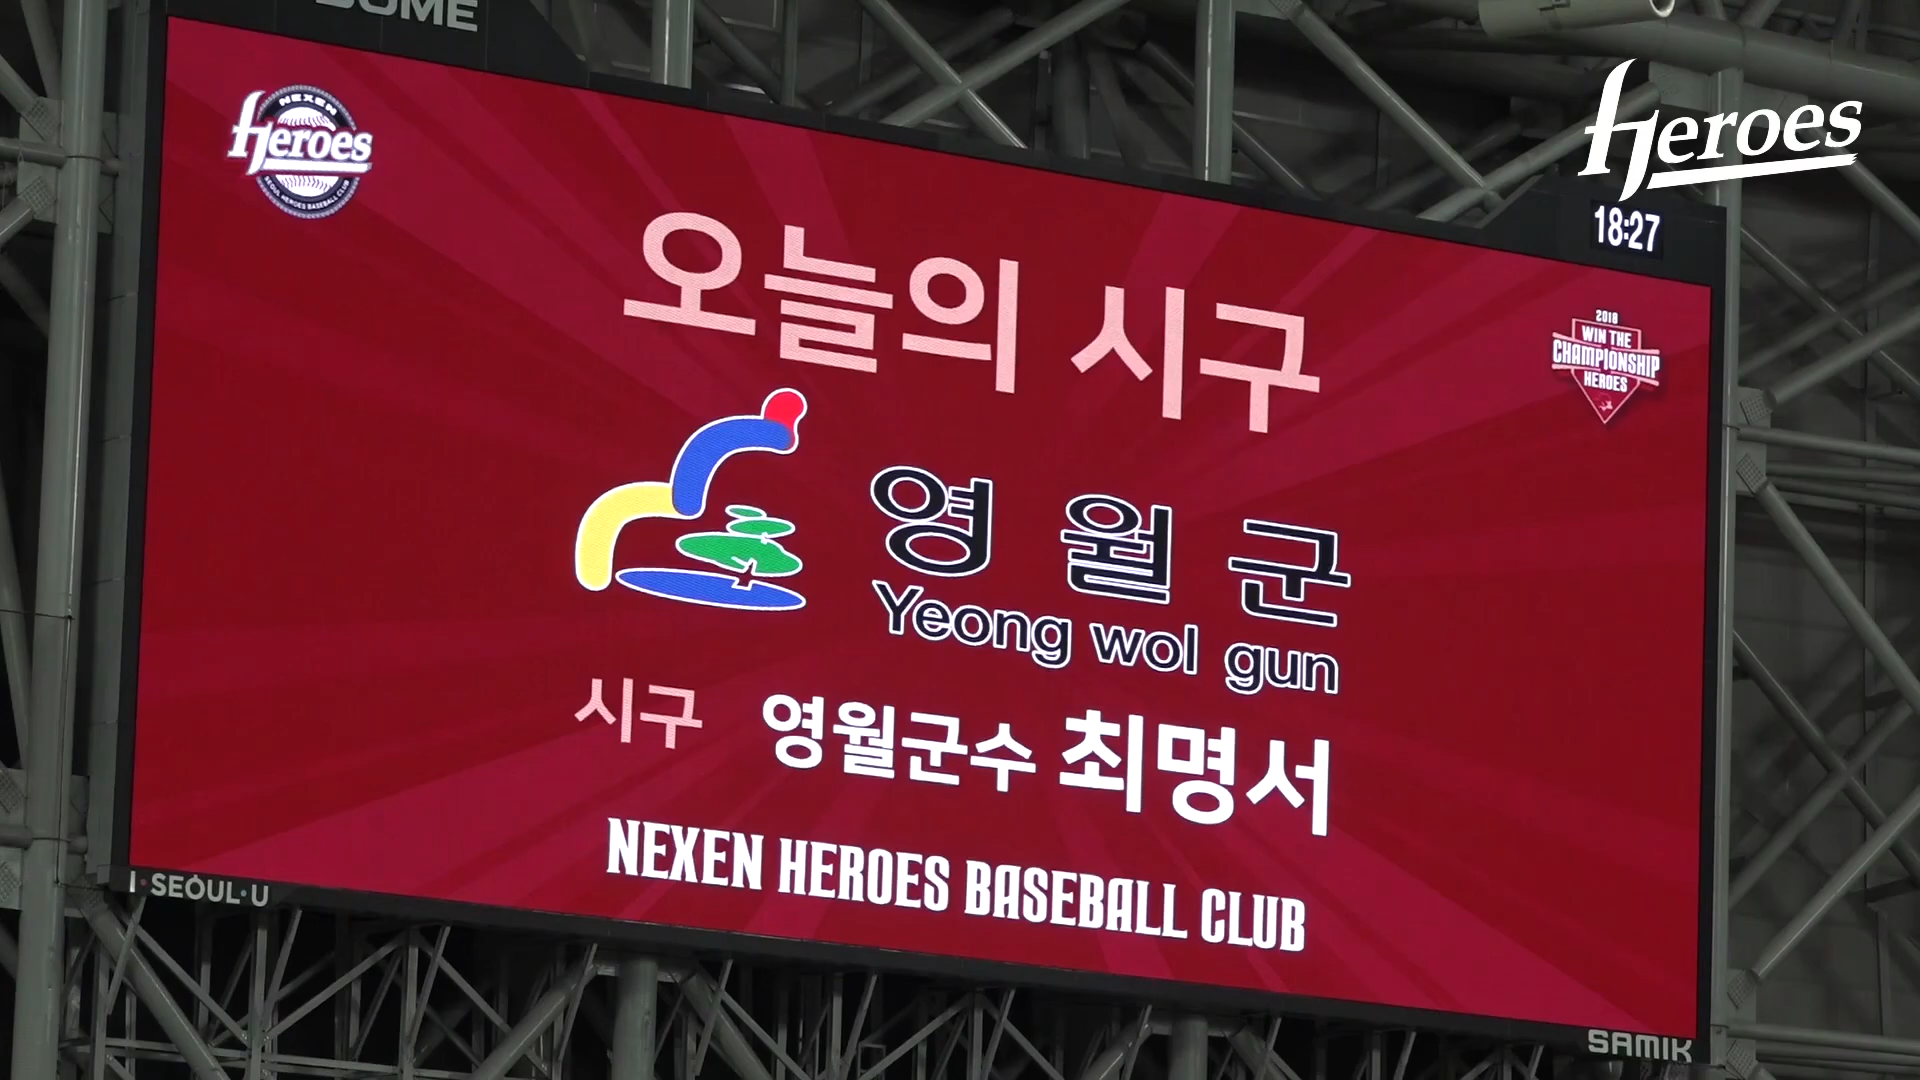 DOME
Heroes
18:27
NEXEN
Heroes
SEOUL HEROES BASEBALL CLUB
2018
WIN THE
CHAMPIONSHIP
HEROES
오늘의 시구
영월군
Yeong wol gun
시구 영월군수 최명서
NEXEN HEROES BASEBALL CLUB
I·SEOUL·U
SAMIK